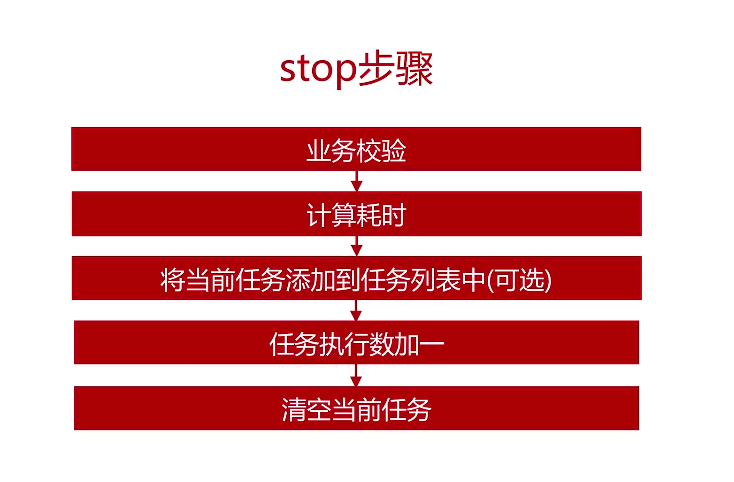 stop步骤
业务校验
计算耗时
将当前任务添加到任务列表中(可选)
任务执行数加一
清空当前任务